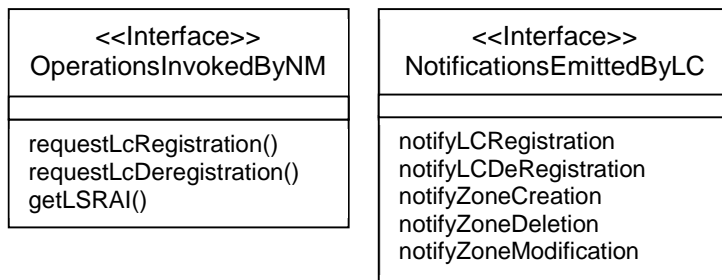 <<Interface>>
OperationsInvokedByNM
requestLcRegistration()
requestLcDeregistration()
getLSRAI()
<<Interface>>
NotificationsEmittedByLC
notifyLCRegistration
notifyLCDeRegistration
notifyZoneCreation
notifyZoneDeletion
notifyZoneModification